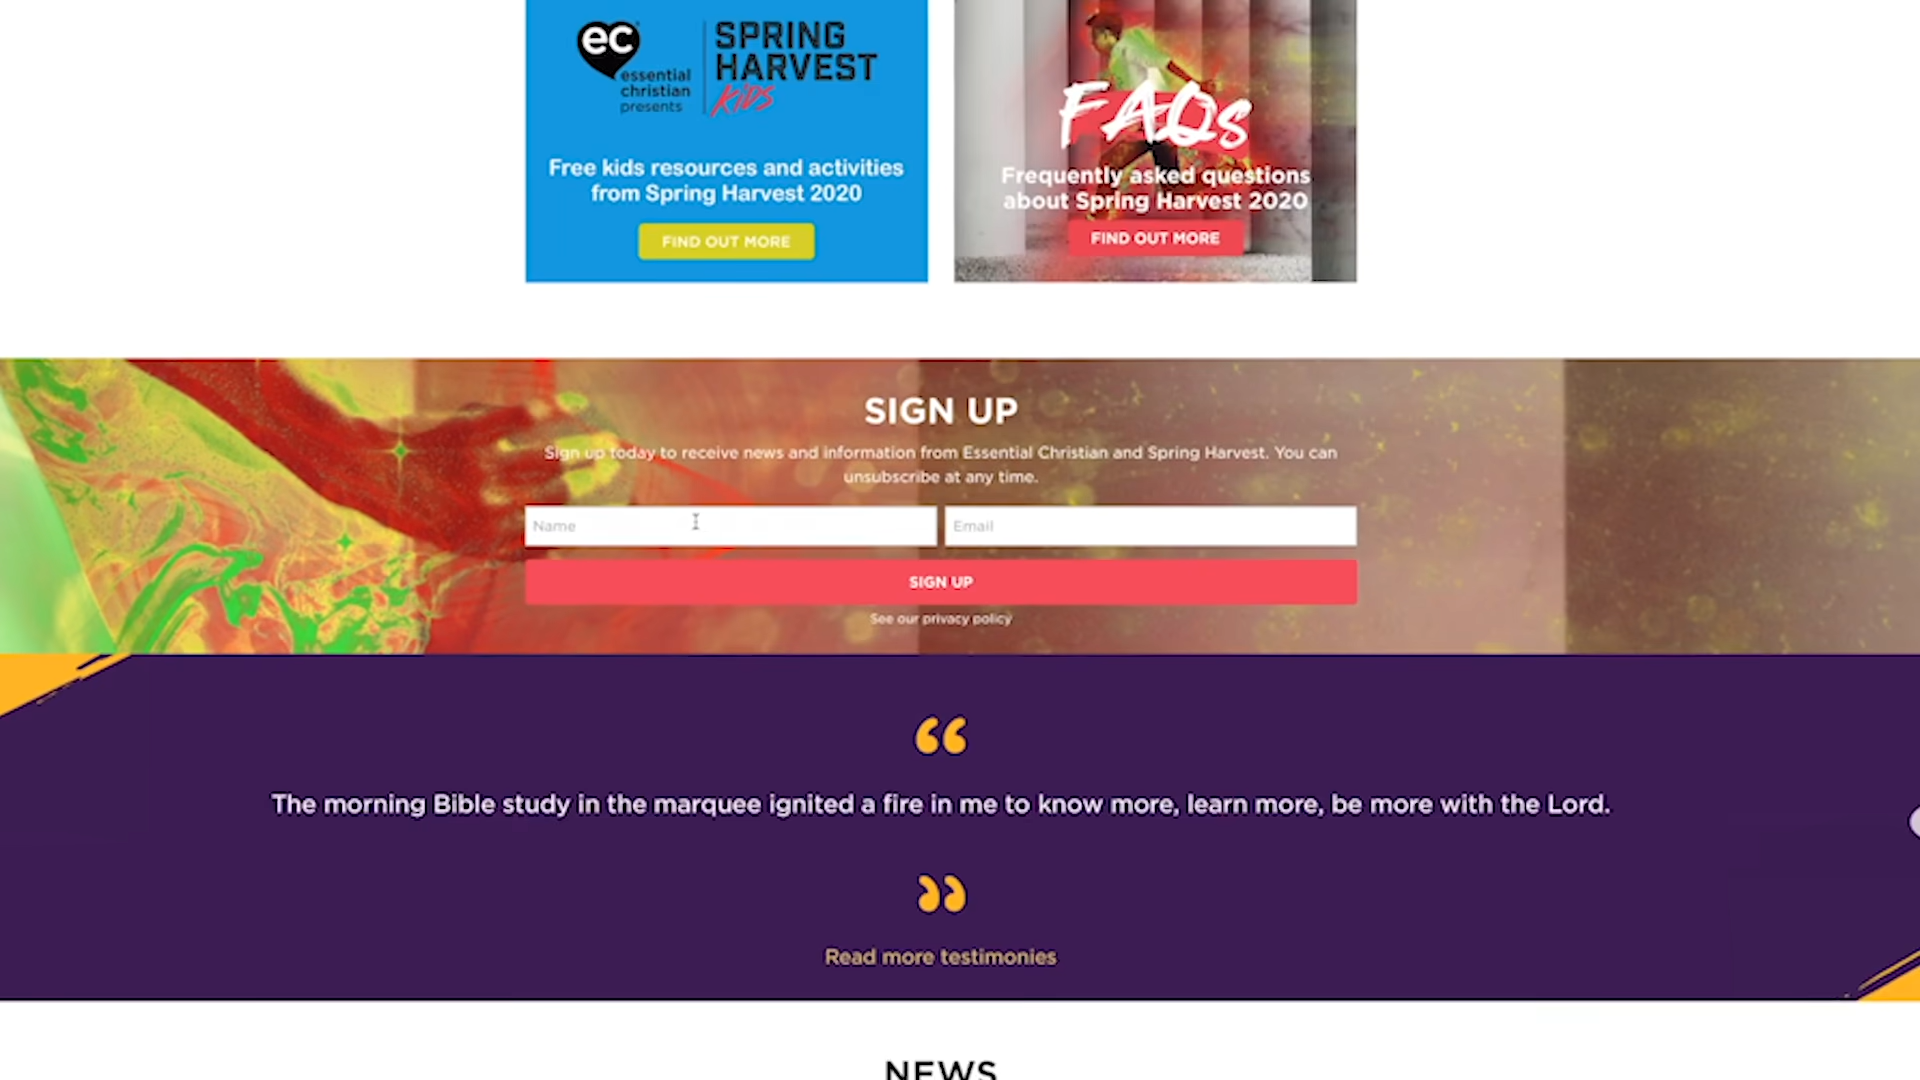 ec
essential
christian
presents
SPRING
HARVEST
KIDS
Free kids resources and activities
from Spring Harvest 2020
FIND OUT MORE
FAQs
Frequently asked questions
about Spring Harvest 2020
FIND OUT MORE
SIGN UP
Sign up today to receive news and information from Essential Christian and Spring Harvest. You can
unsubscribe at any time.
Name
Email
SIGN UP
See our privacy policy
“
The morning Bible study in the marquee ignited a fire in me to know more, learn more, be more with the Lord.
”
Read more testimonies
NEWS